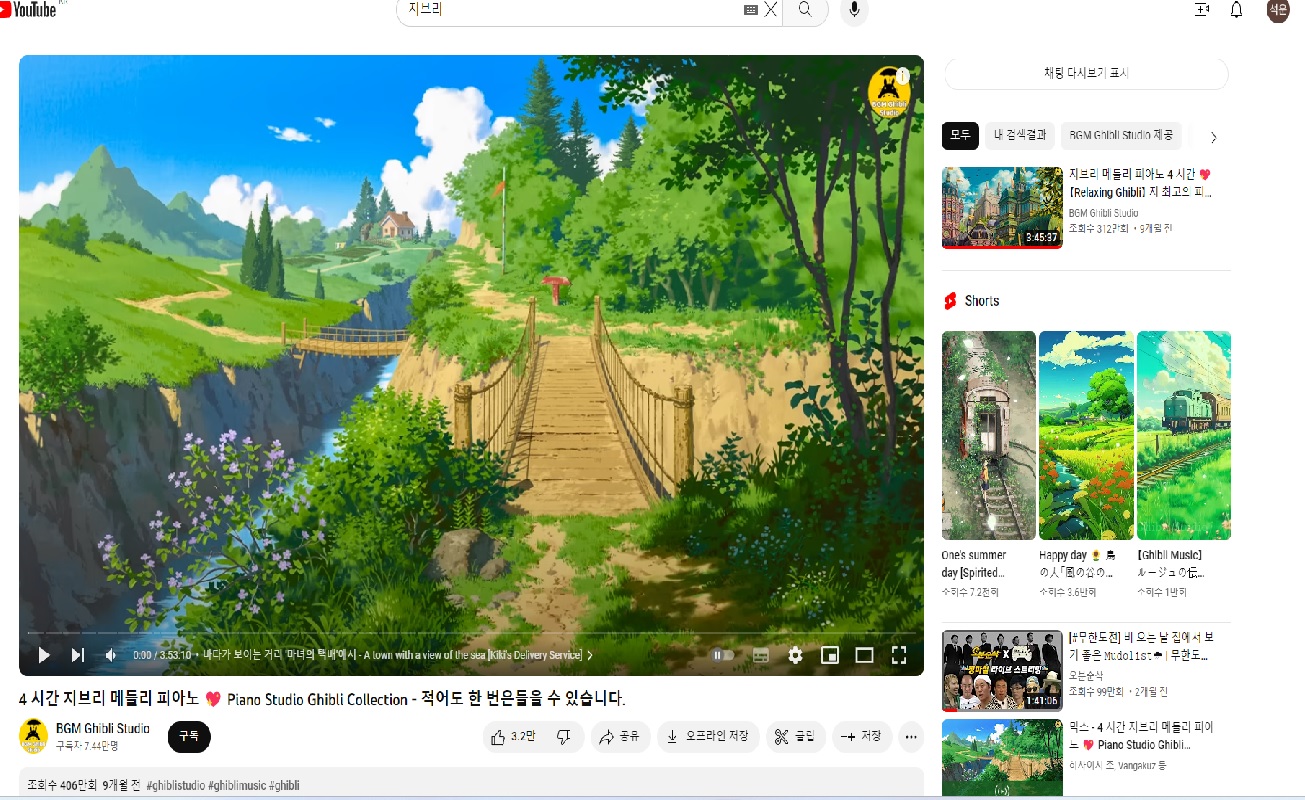 YouTube KR
지브리
석운
BGM Ghibli
Studio
0:00 / 3:53:10 • 바다가 보이는 거리 '마녀의 택배'에서 - A town with a view of the sea [Kiki's Delivery Service]
4 시간 지브리 메들리 피아노 💖 Piano Studio Ghibli Collection - 적어도 한 번은들을 수 있습니다.
BGM Ghibli Studio
구독자 7.44만명
구독
3.2만
공유
오프라인 저장
클립
저장
조회수 406만회 9개월 전 #ghiblistudio #ghiblimusic #ghibli
채팅 다시보기 표시
모두
내 검색결과
BGM Ghibli Studio 제공
3:45:37
지브리 메들리 피아노 4 시간 💖
【Relaxing Ghibli】 지 최고의 피...
BGM Ghibli Studio
조회수 312만회 • 9개월 전
Shorts
One's summer
day [Spirited...
조회수 7.2천회
Happy day 🌻 鳥
の人「風の谷の...
조회수 3.6만회
【Ghibli Music】
ルージュの伝...
조회수 1만회
1:41:06
[#무한도전] 비 오는 날 집에서 보
기 좋은 Mudolist☂ | 무한도...
오분순삭
조회수 99만회 • 2개월 전
믹스 - 4 시간 지브리 메들리 피아
노 💖 Piano Studio Ghibli...
히사이시 조, Vangakuz 등